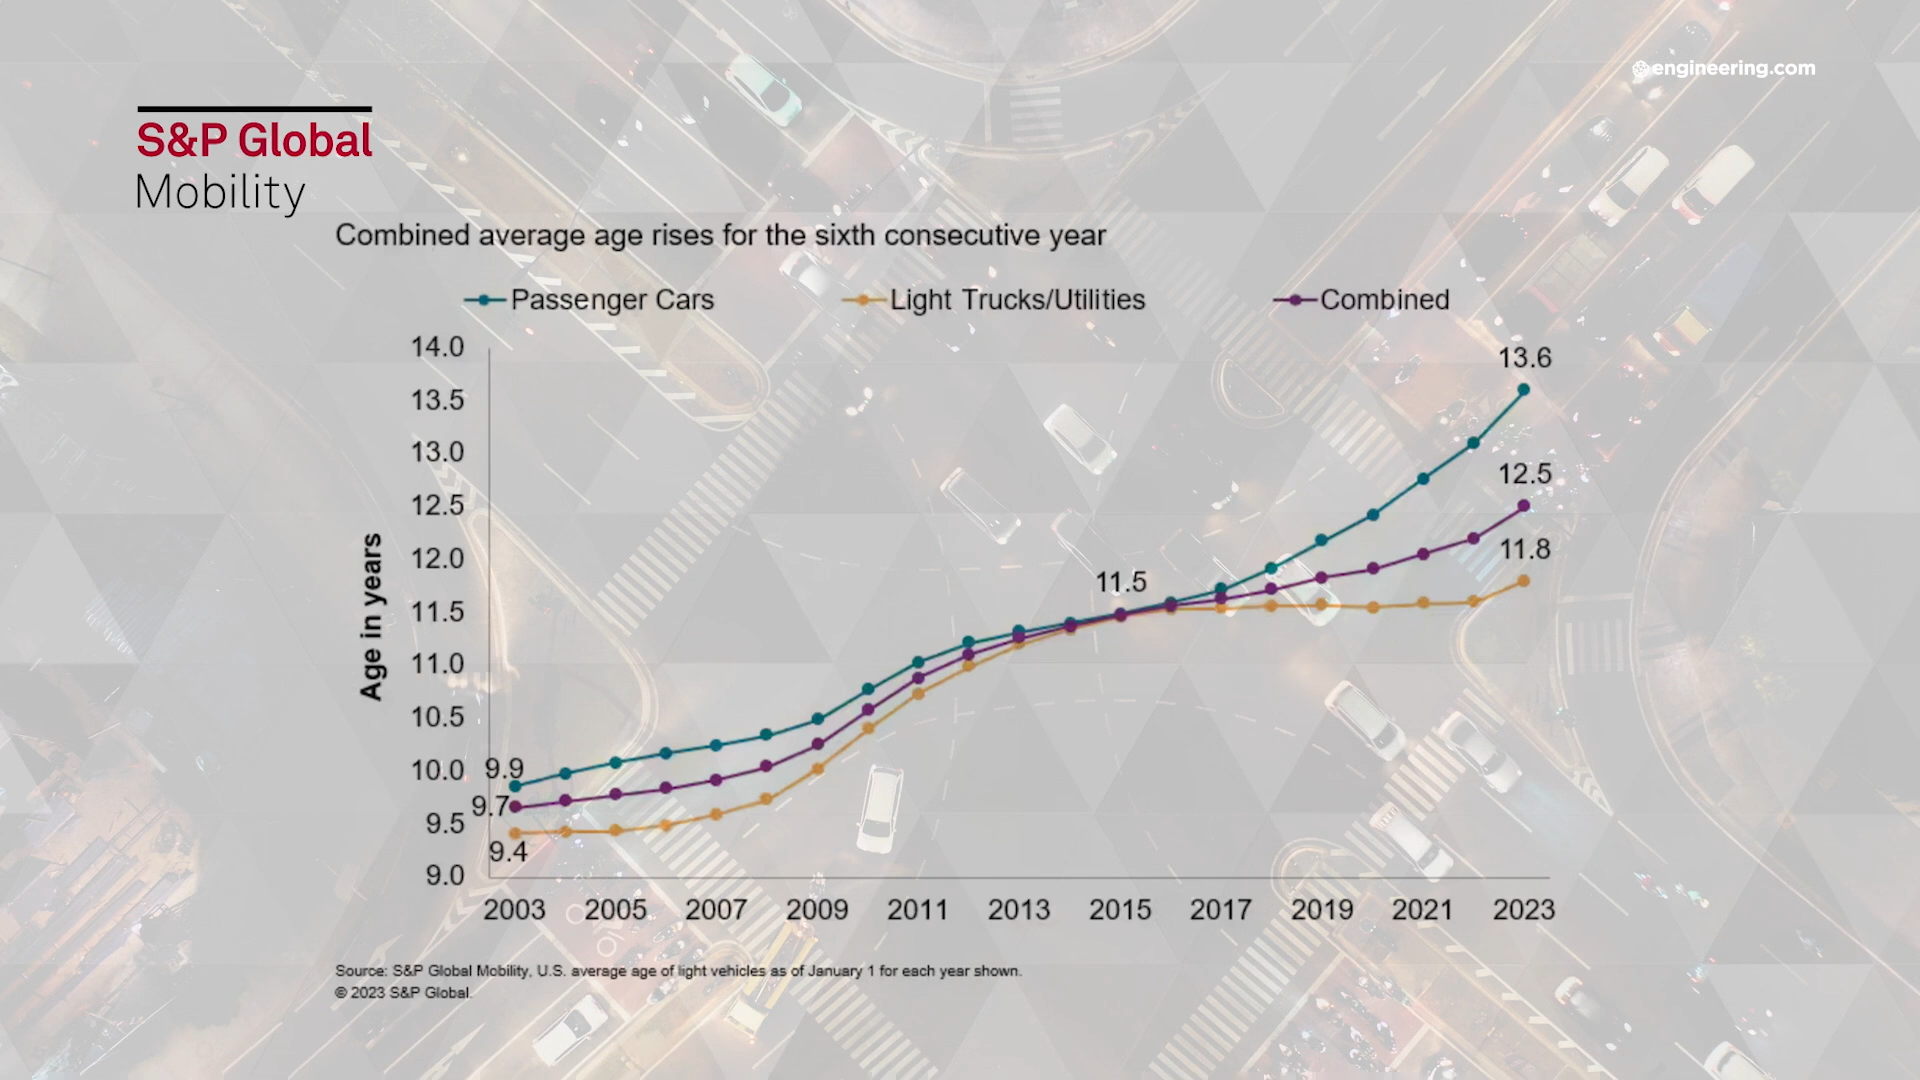 engineering.com
S&P Global
Mobility
Combined average age rises for the sixth consecutive year
Passenger Cars Light Trucks/Utilities Combined
14.0
13.6
13.5
13.0
12.5
12.5
12.0
11.8
11.5
11.5
11.0
10.5
10.0
9.9
9.7
9.5
9.4
9.0
Age in years
2003 2005 2007 2009 2011 2013 2015 2017 2019 2021 2023
Source: S&P Global Mobility, U.S. average age of light vehicles as of January 1 for each year shown.
© 2023 S&P Global.